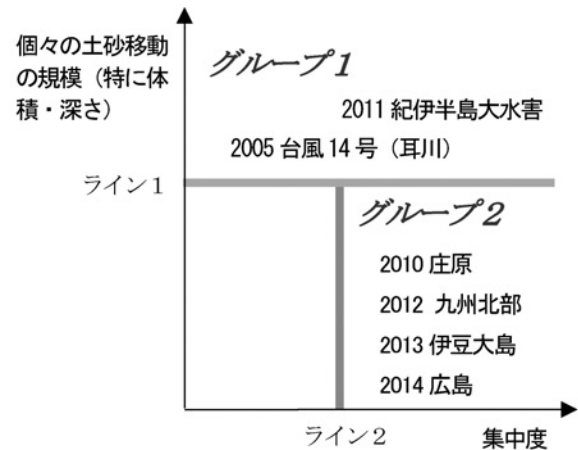 個々の土砂移動
の規模（特に体
積・深さ）
グループ1
2011 紀伊半島大水害
2005 台風 14 号（耳川）
ライン１
グループ2
2010 庄原
2012 九州北部
2013 伊豆大島
2014 広島
ライン２
集中度